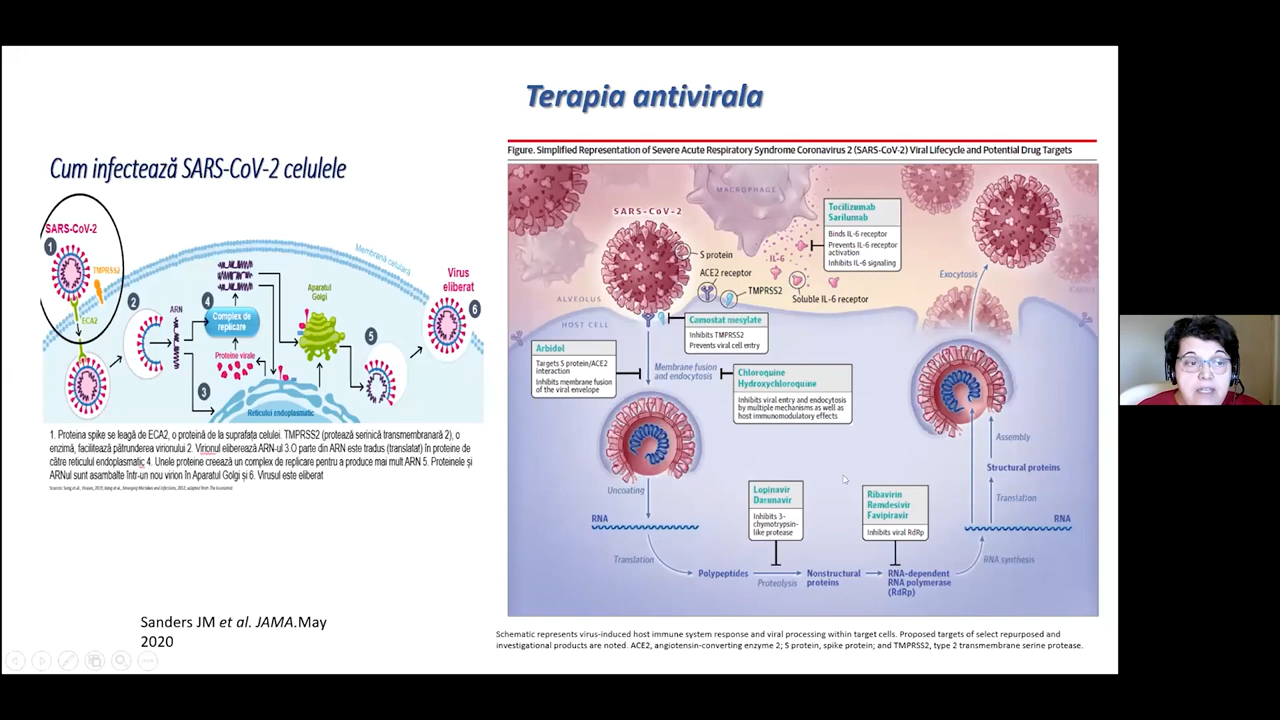 Terapia antivirala
Cum infectează SARS-CoV-2 celulele
SARS-CoV-2
1
TMPRSS2
ECA2
2
ARN
4
Complex de
replicare
Proteine virale
3
Reticului endoplasmatic
Aparatul
Golgi
Membrană celulară
5
Virus
eliberat
6
1. Proteina spike se leagă de ECA2, o proteină de la suprafața celulei. TMPRSS2 (protează serinică transmembranară 2), o
enzimă, facilitează pătrunderea virionului 2. Virionul eliberează ARN-ul 3.O parte din ARN este tradus (translatat) în proteine de
către reticulul endoplasmatic 4. Unele proteine creează un complex de replicare pentru a produce mai mult ARN 5. Proteinele și
ARNul sunt asambalte într-un nou virion în Aparatul Golgi și 6. Virusul este eliberat
Sanders JM et al. JAMA.May
2020
Figure. Simplified Representation of Severe Acute Respiratory Syndrome Coronavirus 2 (SARS-CoV-2) Viral Lifecycle and Potential Drug Targets
MACROPHAGE
SARS-CoV-2
Tocilizumab
Sarilumab
Binds IL-6 receptor
Prevents IL-6 receptor
activation
Inhibits IL-6 signaling
S protein
IL-6
ACE2 receptor
TMPRSS2
Soluble IL-6 receptor
Exocytosis
ALVEOLUS
HOST CELL
Camostat mesylate
Inhibits TMPRSS2
Prevents viral cell entry
Arbidol
Targets S protein/ACE2
interaction
Inhibits membrane fusion
of the viral envelope
Membrane fusion
and endocytosis
Chloroquine
Hydroxychloroquine
Inhibits viral entry and endocytosis
by multiple mechanisms as well as
host immunomodulatory effects
Uncoating
RNA
Translation
Polypeptides
Proteolysis
Nonstructural
proteins
RNA-dependent
RNA polymerase
(RdRp)
Lopinavir
Darunavir
Inhibits 3-
chymotrypsin-
like protease
Ribavirin
Remdesivir
Favipiravir
Inhibits viral RdRp
Assembly
Structural proteins
Translation
RNA
RNA synthesis
Schematic represents virus-induced host immune system response and viral processing within target cells. Proposed targets of select repurposed and
investigational products are noted. ACE2, angiotensin-converting enzyme 2; S protein, spike protein; and TMPRSS2, type 2 transmembrane serine protease.